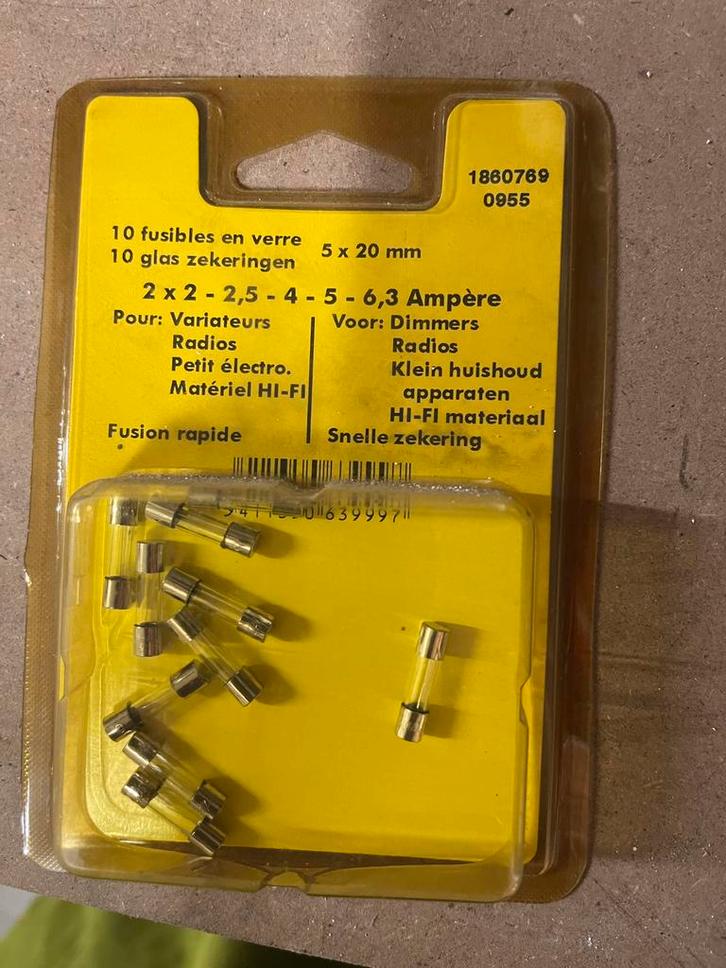 1860769
0955
10 fusibles en verre
10 glas zekeringen
5 x 20 mm
2 x 2 - 2,5 - 4 - 5 - 6,3 Ampère
Pour: Variateurs
Radios
Petit électro.
Matériel HI-FI
Fusion rapide
Voor: Dimmers
Radios
Klein huishoud
apparaten
HI-FI materiaal
Snelle zekering
639997